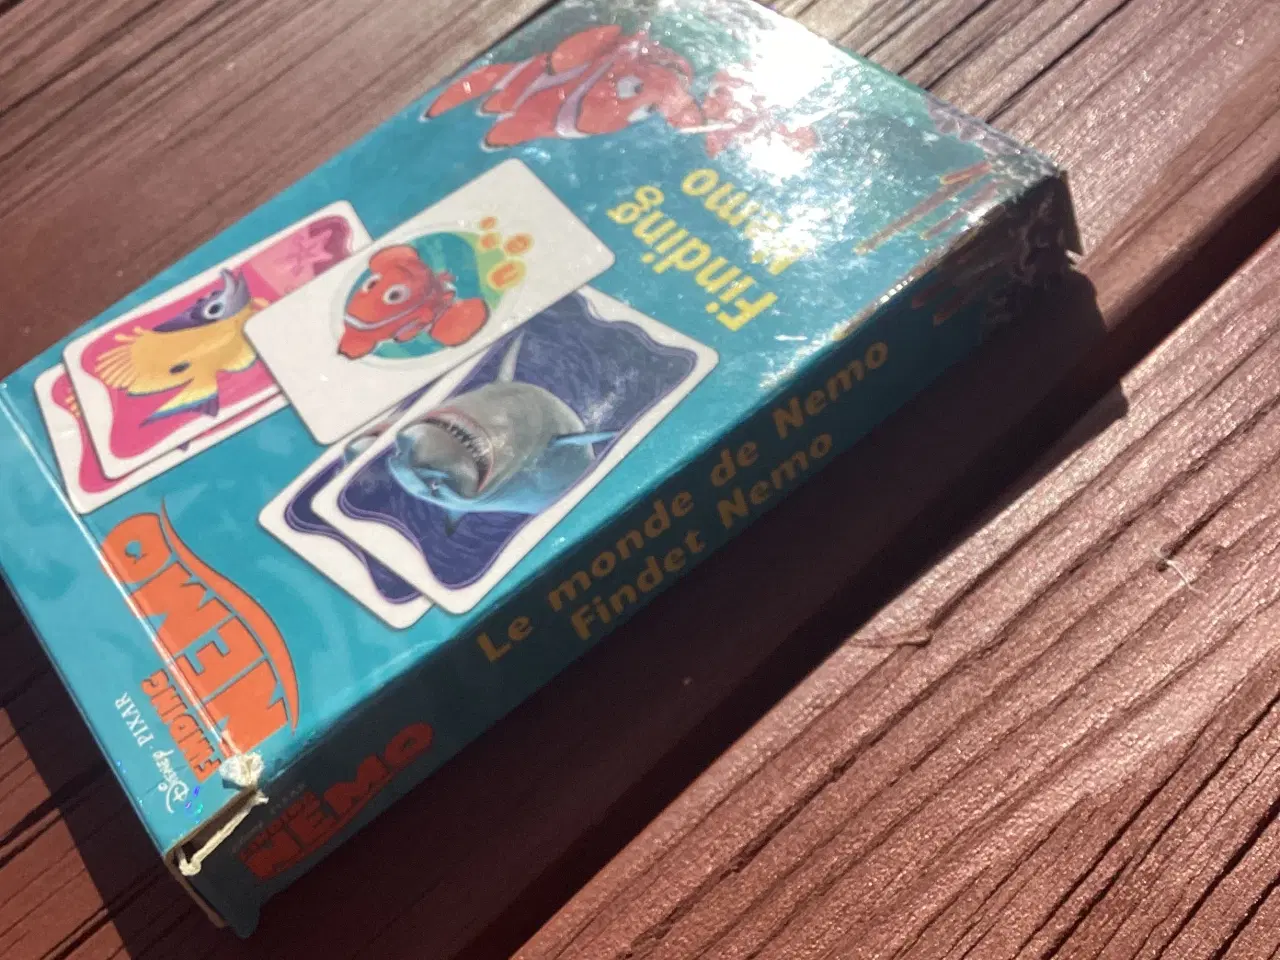 Disney · PIXAR
FINDING
NEMO
Finding
Nemo
Le monde de Nemo
Findet Nemo
NEMO